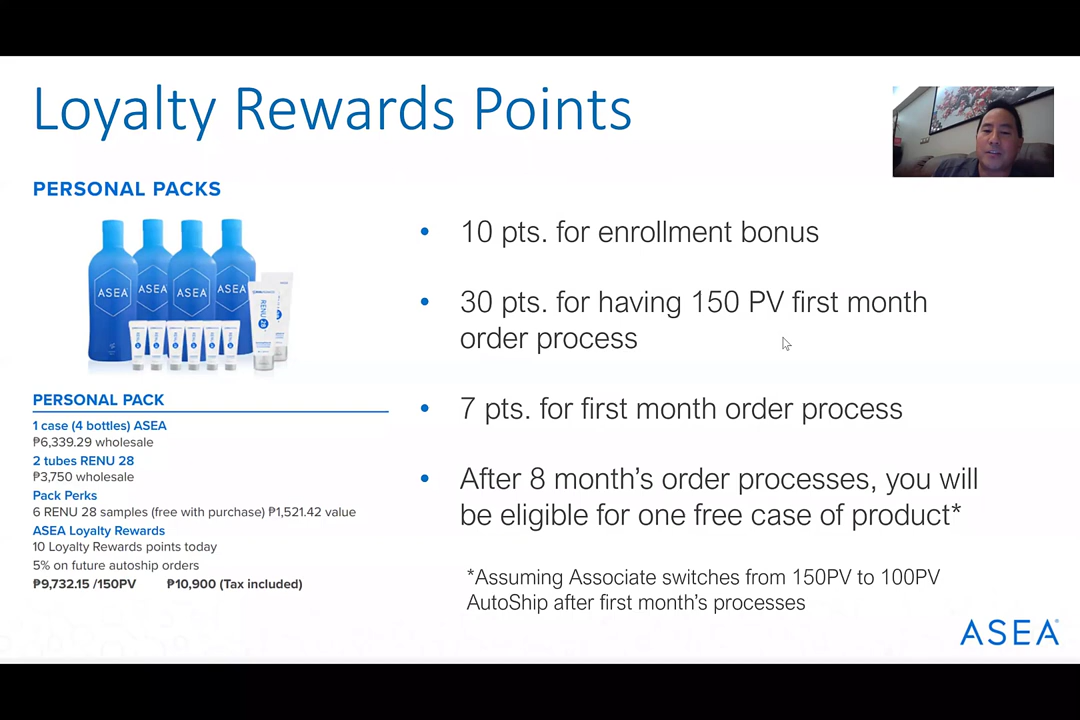 Loyalty Rewards Points
PERSONAL PACKS
ASEA
ASEA
ASEA
ASEA
RENU 28
PERSONAL PACK
1 case (4 bottles) ASEA
₱6,339.29 wholesale
2 tubes RENU 28
₱3,750 wholesale
Pack Perks
6 RENU 28 samples (free with purchase) ₱1,521.42 value
ASEA Loyalty Rewards
10 Loyalty Rewards points today
5% on future autoship orders
₱9,732.15 /150PV ₱10,900 (Tax included)
• 10 pts. for enrollment bonus
• 30 pts. for having 150 PV first month
order process
• 7 pts. for first month order process
• After 8 month’s order processes, you will
be eligible for one free case of product*
*Assuming Associate switches from 150PV to 100PV
AutoShip after first month’s processes
ASEA